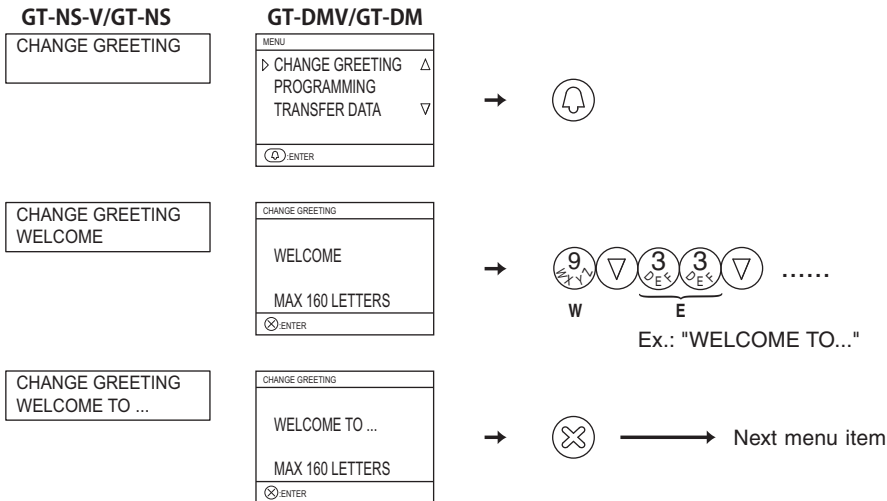 GT-NS-V/GT-NS GT-DMV/GT-DM
CHANGE GREETING
MENU
CHANGE GREETING
PROGRAMMING
TRANSFER DATA
:ENTER
CHANGE GREETING
WELCOME
CHANGE GREETING
WELCOME
MAX 160 LETTERS
:ENTER
9 3 3
WXYZ DEF DEF
......
W E
Ex.: "WELCOME TO..."
CHANGE GREETING
WELCOME TO ...
CHANGE GREETING
WELCOME TO ...
MAX 160 LETTERS
:ENTER
Next menu item